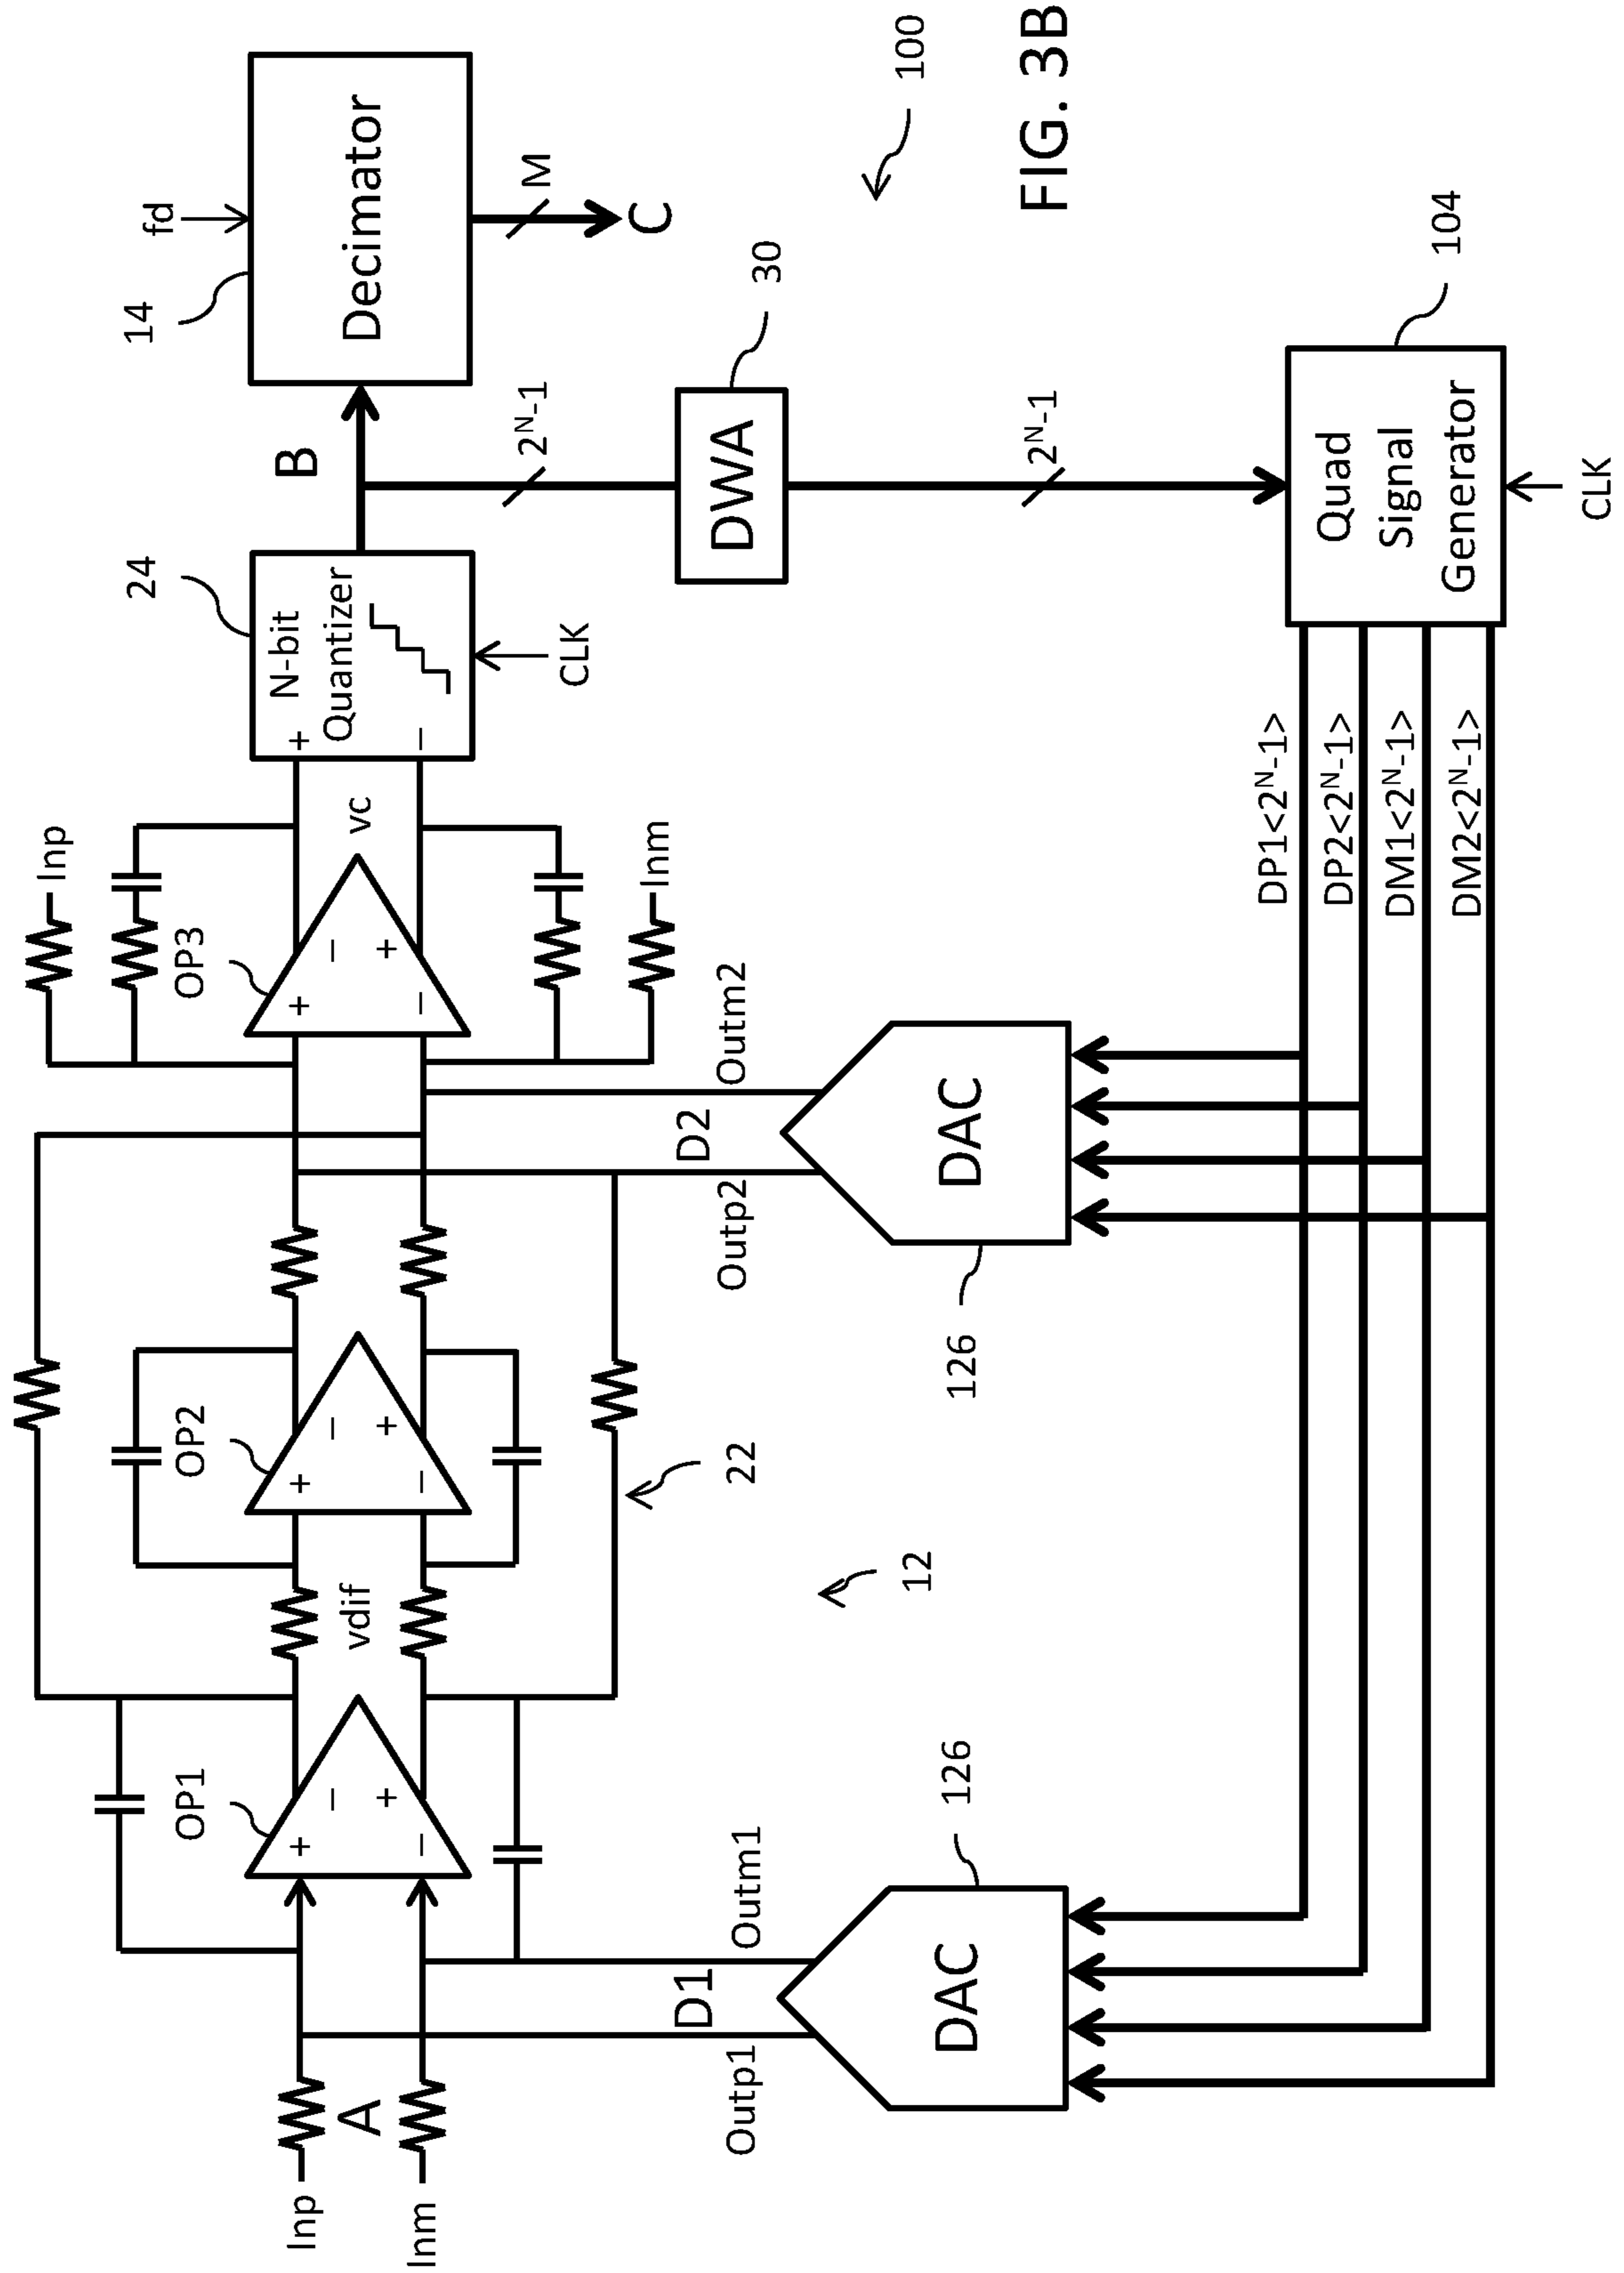 Inp
Inm
A
OP1
vdif
OP2
OP3
vc
Inp
Inm
+
−
−
+
+
−
−
+
+
−
−
+
+
−
N-bit
Quantizer
24
CLK
B
14
fd
Decimator
M
C
2ᴺ-1
DWA
30
2ᴺ-1
Outp1
D1
Outm1
Outp2
D2
Outm2
22
12
DAC
126
DAC
126
DP1<2ᴺ-1>
DP2<2ᴺ-1>
DM1<2ᴺ-1>
DM2<2ᴺ-1>
Quad
Signal
Generator
104
CLK
100
FIG. 3B